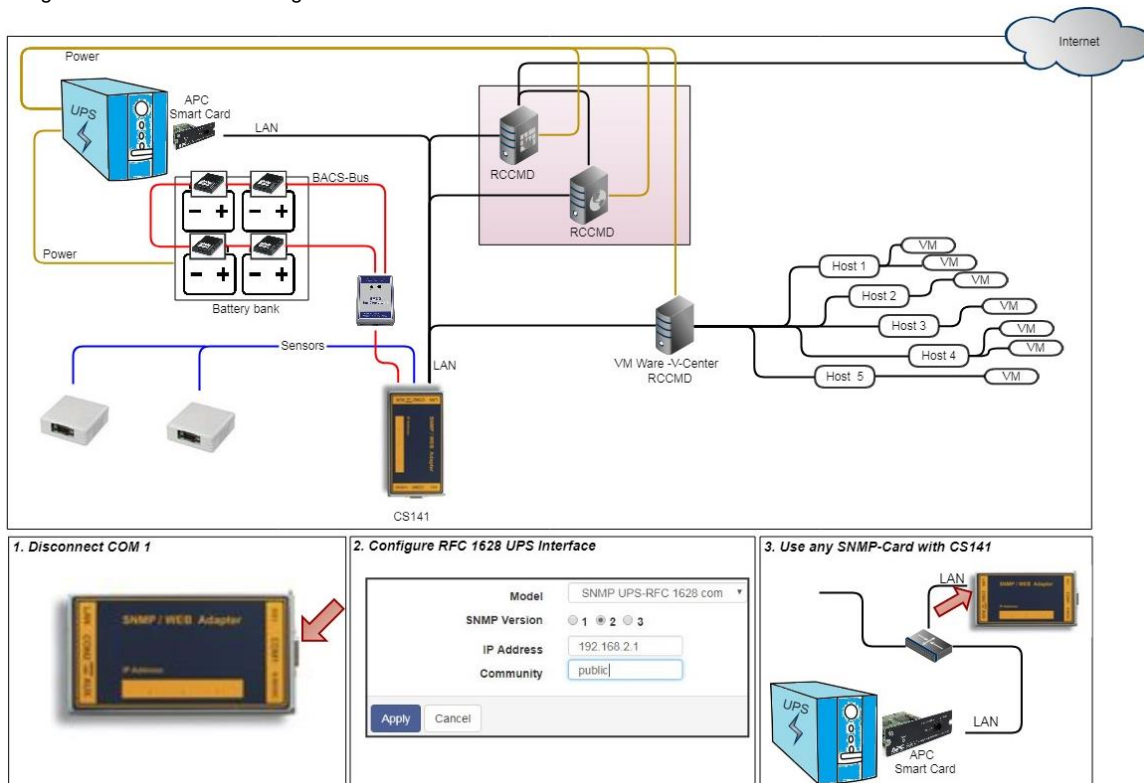 Internet
Power
UPS
APC
Smart Card
LAN
RCCMD
RCCMD
BACS-Bus
Power
Battery bank
Sensors
LAN
VM Ware -V-Center
RCCMD
Host 1
VM
VM
Host 2
VM
Host 3
VM
Host 4
VM
VM
Host 5
VM
CS141
1. Disconnect COM 1
SNMP / WEB Adapter
IP Address
LAN
COM2
AUX
COM1
2. Configure RFC 1628 UPS Interface
Model
SNMP UPS-RFC 1628 com
SNMP Version
1 2 3
IP Address
192.168.2.1
Community
public
Apply
Cancel
3. Use any SNMP-Card with CS141
LAN
SNMP / WEB Adapter
UPS
LAN
APC
Smart Card